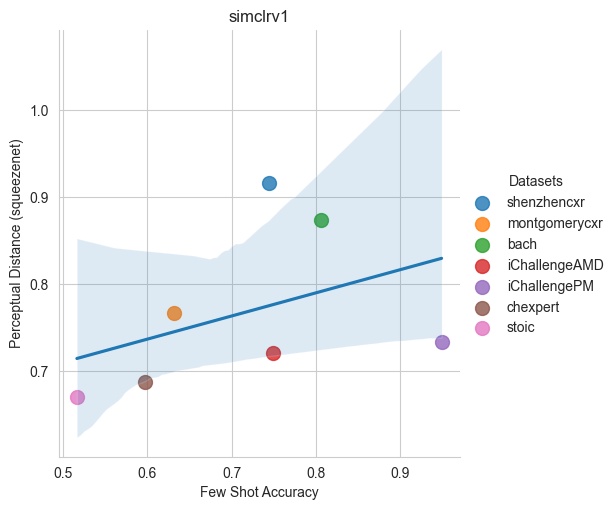 simclrv1
1.0
0.9
0.8
0.7
Perceptual Distance (squeezenet)
0.5 0.6 0.7 0.8 0.9
Few Shot Accuracy
Datasets
shenzhencxr
montgomerycxr
bach
iChallengeAMD
iChallengePM
chexpert
stoic